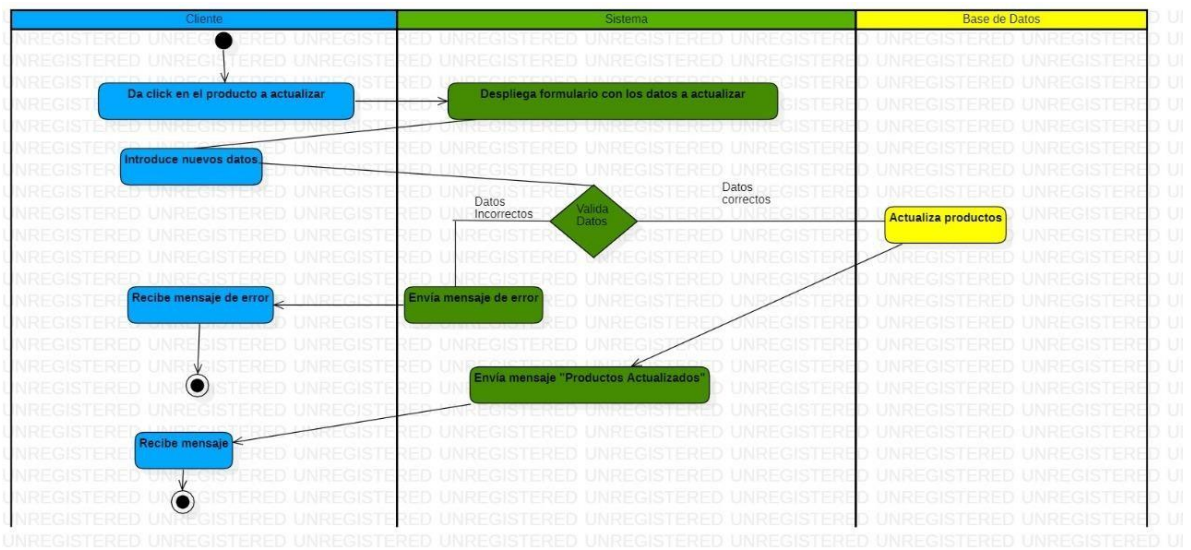 Cliente
Sistema
Base de Datos
Da click en el producto a actualizar
Despliega formulario con los datos a actualizar
Introduce nuevos datos
Datos
Incorrectos
Valida
Datos
Datos
correctos
Actualiza productos
Recibe mensaje de error
Envía mensaje de error
Envía mensaje "Productos Actualizados"
Recibe mensaje
UNREGISTERED